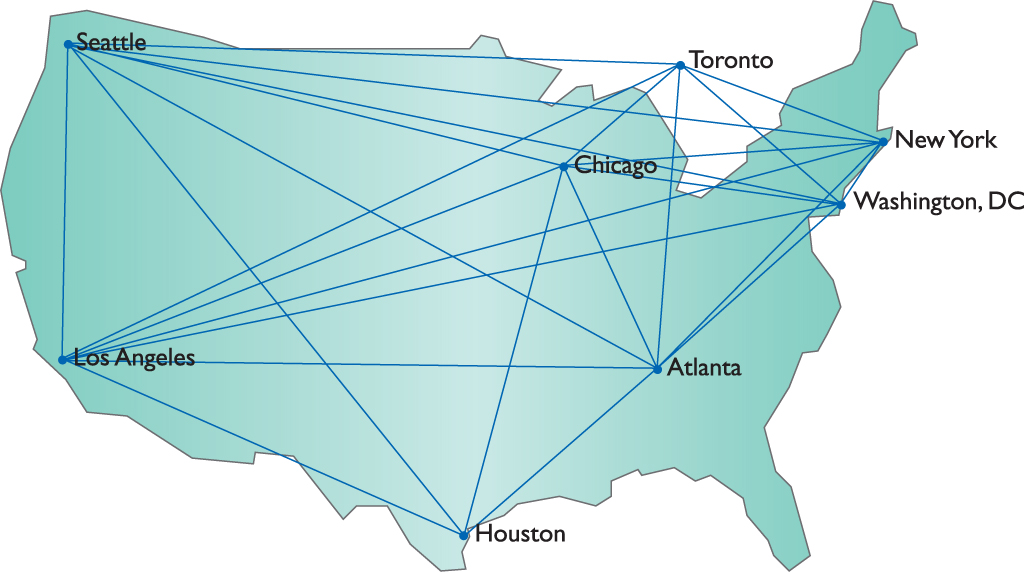 Seattle
Toronto
New York
Chicago
Washington, DC
Los Angeles
Atlanta
Houston